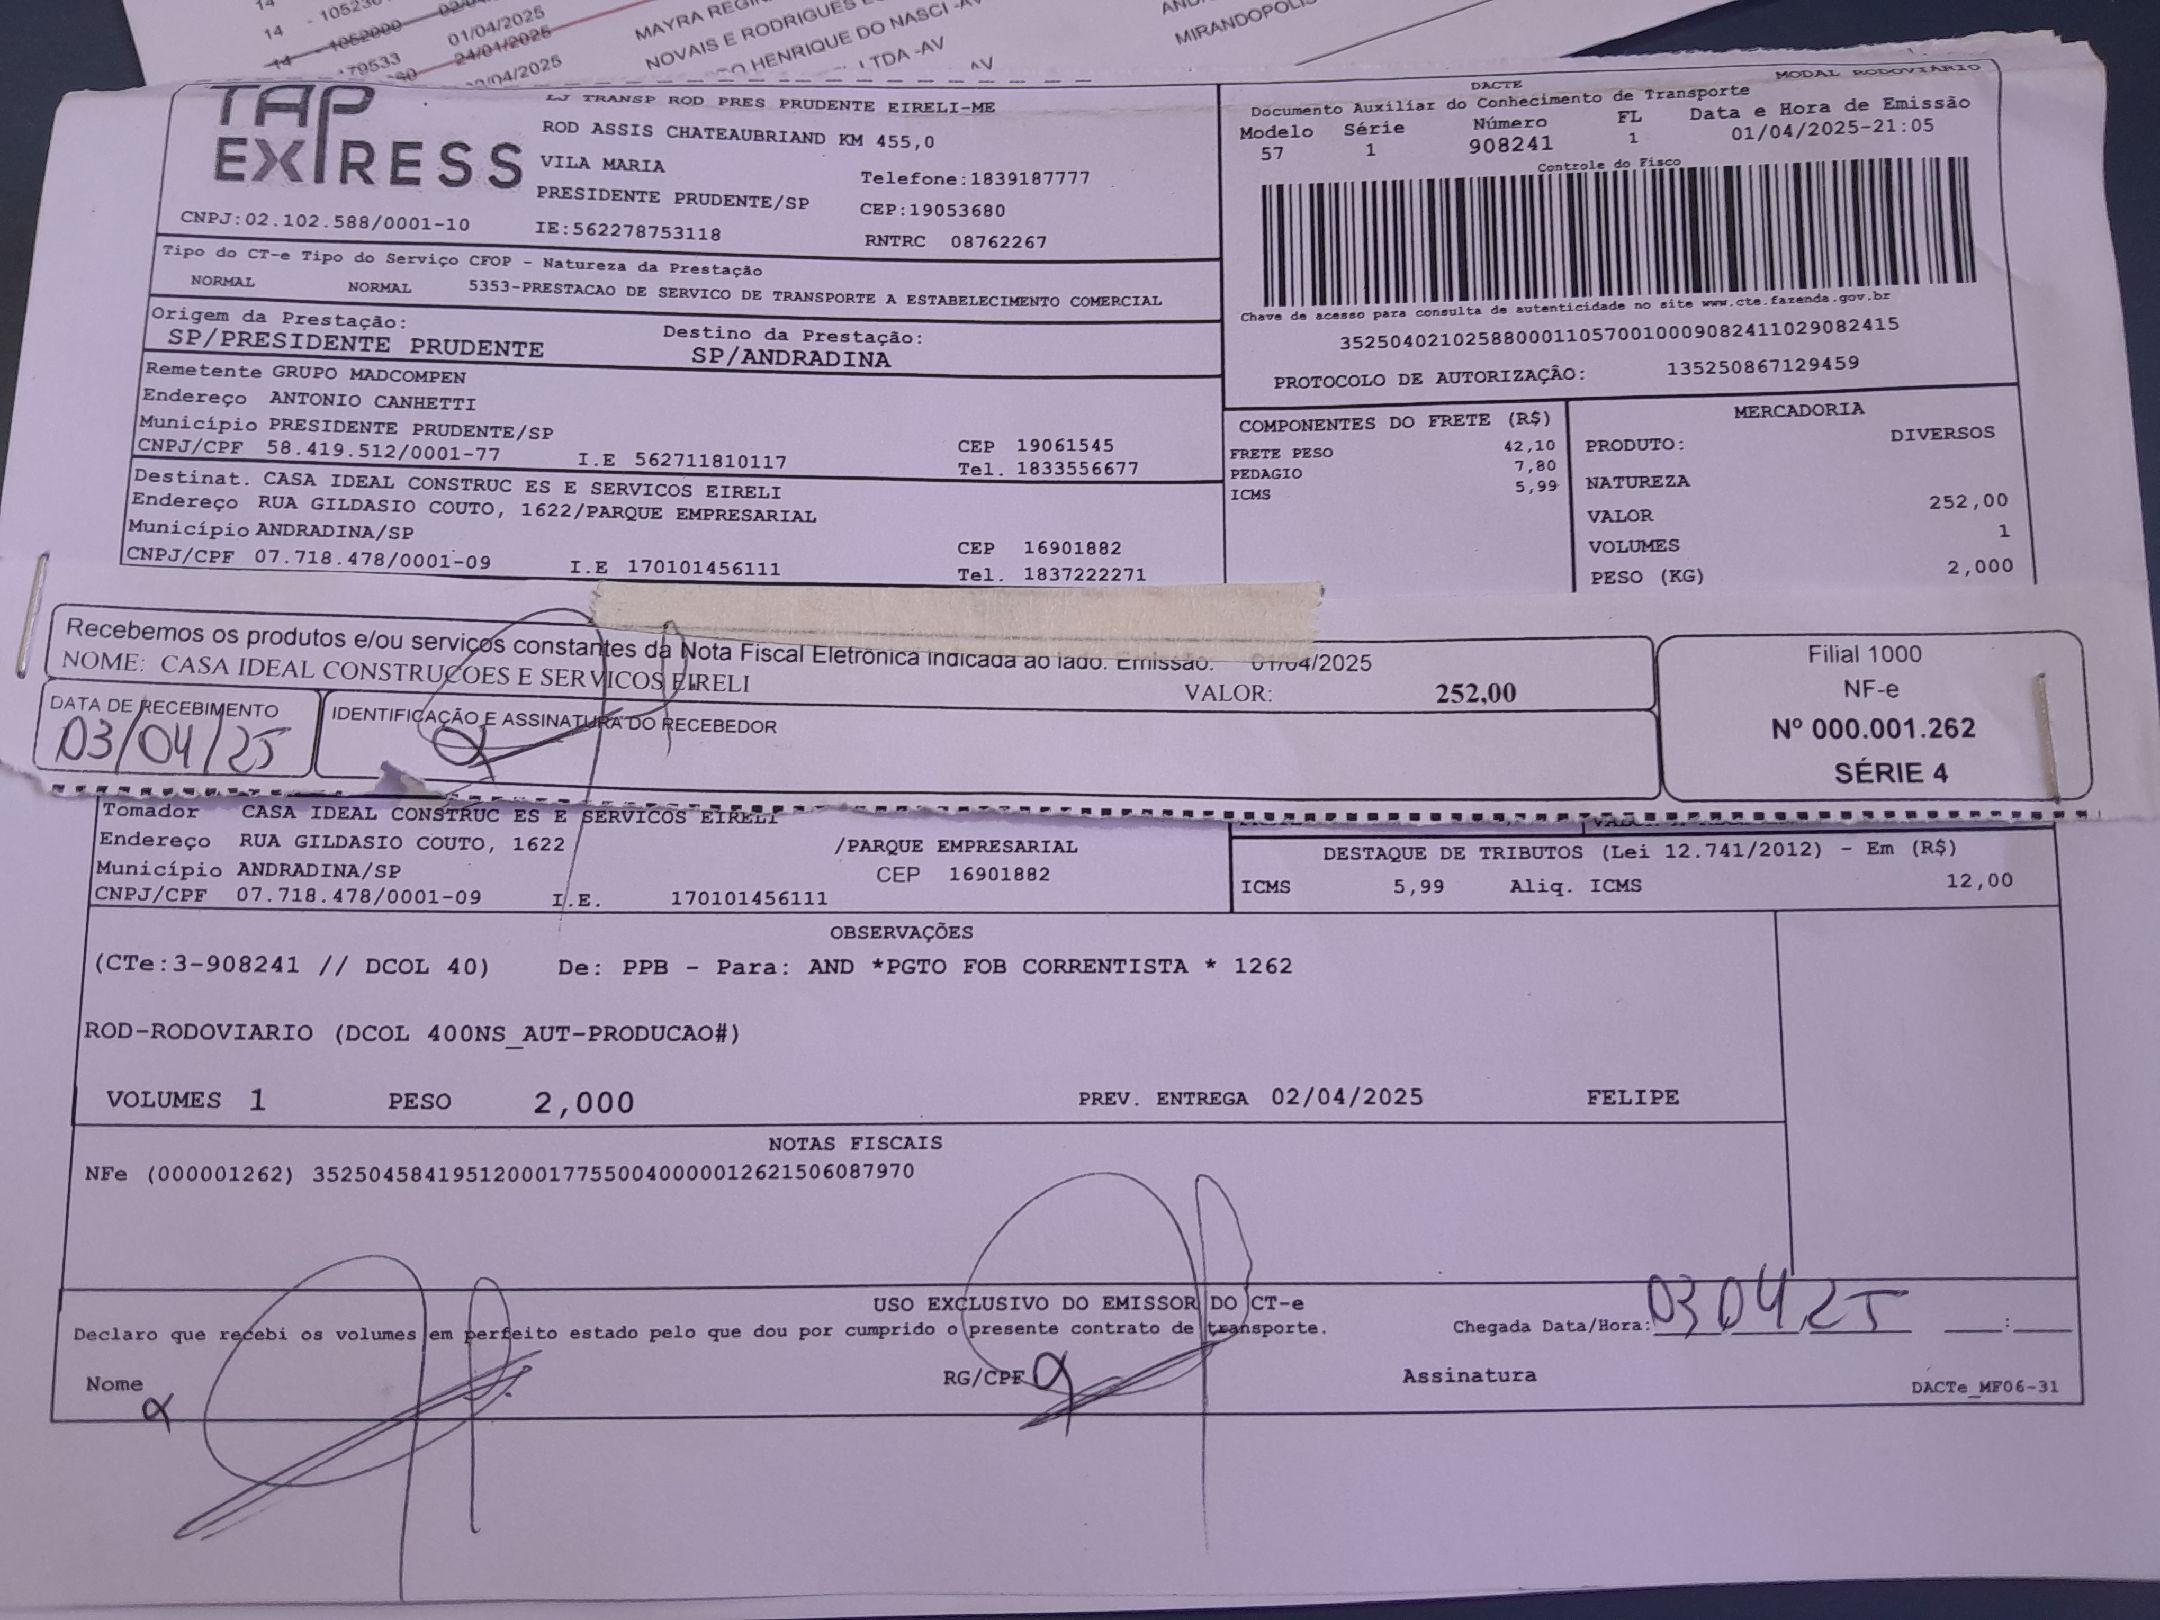 14
14 - 1052000
01/04/2025
179533
24/01/2025
/04/2025
MAYRA REGI
NOVAIS E RODRIGUES
HENRIQUE DO NASCI -AV
LTDA -AV
AV
MIRANDOPOLIS
TAP EXPRESS
LJ TRANSP ROD PRES PRUDENTE EIRELI-ME
ROD ASSIS CHATEAUBRIAND KM 455,0
VILA MARIA
Telefone:1839187777
PRESIDENTE PRUDENTE/SP
CEP:19053680
CNPJ:02.102.588/0001-10 IE:562278753118 RNTRC 08762267
DACTE MODAL RODOVIÁRIO
Documento Auxiliar do Conhecimento de Transporte
Modelo Série Número FL Data e Hora de Emissão
57 1 908241 1 01/04/2025-21:05
Controle do Fisco
Chave de acesso para consulta de autenticidade no site www.cte.fazenda.gov.br
35250402102588000110570010009082411029082415
PROTOCOLO DE AUTORIZAÇÃO: 135250867129459
Tipo do CT-e Tipo do Serviço CFOP - Natureza da Prestação
NORMAL NORMAL 5353-PRESTACAO DE SERVICO DE TRANSPORTE A ESTABELECIMENTO COMERCIAL
Origem da Prestação: Destino da Prestação:
SP/PRESIDENTE PRUDENTE SP/ANDRADINA
Remetente GRUPO MADCOMPEN
Endereço ANTONIO CANHETTI
Município PRESIDENTE PRUDENTE/SP CEP 19061545
CNPJ/CPF 58.419.512/0001-77 I.E 562711810117 Tel. 1833556677
Destinat. CASA IDEAL CONSTRUC ES E SERVICOS EIRELI
Endereço RUA GILDASIO COUTO, 1622/PARQUE EMPRESARIAL
Município ANDRADINA/SP CEP 16901882
CNPJ/CPF 07.718.478/0001-09 I.E 170101456111 Tel. 1837222271
COMPONENTES DO FRETE (R$)
FRETE PESO 42,10
PEDAGIO 7,80
ICMS 5,99
MERCADORIA
PRODUTO: DIVERSOS
NATUREZA
VALOR 252,00
VOLUMES 1
PESO (KG) 2,000
Recebemos os produtos e/ou serviços constantes da Nota Fiscal Eletrônica indicada ao lado. Emissão: 01/04/2025
NOME: CASA IDEAL CONSTRUCOES E SERVICOS EIRELI VALOR: 252,00
DATA DE RECEBIMENTO IDENTIFICAÇÃO E ASSINATURA DO RECEBEDOR
03/04/25
Filial 1000
NF-e
Nº 000.001.262
SÉRIE 4
Tomador CASA IDEAL CONSTRUC ES E SERVICOS EIRELI
Endereço RUA GILDASIO COUTO, 1622 /PARQUE EMPRESARIAL
Município ANDRADINA/SP CEP 16901882
CNPJ/CPF 07.718.478/0001-09 I.E. 170101456111
DESTAQUE DE TRIBUTOS (Lei 12.741/2012) - Em (R$)
ICMS 5,99 Aliq. ICMS 12,00
OBSERVAÇÕES
(CTe:3-908241 // DCOL 40) De: PPB - Para: AND *PGTO FOB CORRENTISTA * 1262
ROD-RODOVIARIO (DCOL 400NS_AUT-PRODUCAO#)
VOLUMES 1 PESO 2,000 PREV. ENTREGA 02/04/2025 FELIPE
NOTAS FISCAIS
NFe (000001262) 35250458419512000177550040000012621506087970
USO EXCLUSIVO DO EMISSOR DO CT-e
Declaro que recebi os volumes em perfeito estado pelo que dou por cumprido o presente contrato de transporte. Chegada Data/Hora: 03 04 25 :
Nome RG/CPF Assinatura
DACTe_MF06-31